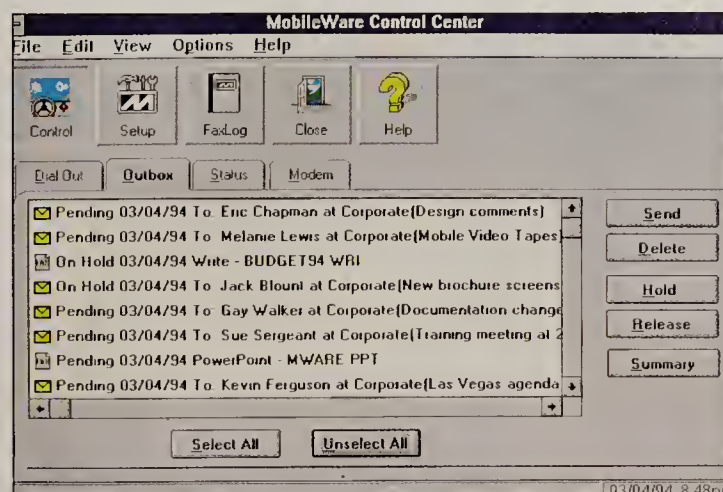 MobileWare Control Center
File Edit View Options Help
Control Setup FaxLog Close Help
Dial Out Outbox Status Modem
Pending 03/04/94 To: Eric Chapman at Corporate(Design comments)
Pending 03/04/94 To: Melanie Lewis at Corporate(Mobile Video Tapes)
On Hold 03/04/94 Write - BUDGET94 WRI
On Hold 03/04/94 To: Jack Blount at Corporate(New brochure screens
Pending 03/04/94 To: Gay Walker at Corporate(Documentation change
Pending 03/04/94 To: Sue Sergeant at Corporate(Training meeting at 2
Pending 03/04/94 PowerPoint - MWARE PPT
Pending 03/04/94 To: Kevin Ferguson at Corporate(Las Vegas agenda
Send
Delete
Hold
Release
Summary
Select All Unselect All
03/04/94 8:48p